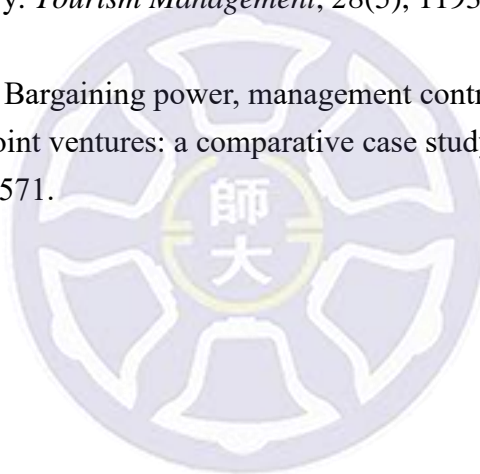 y. Tourism Management, 28(5), 1193
Bargaining power, management contr
oint ventures: a comparative case study
571.
師
大